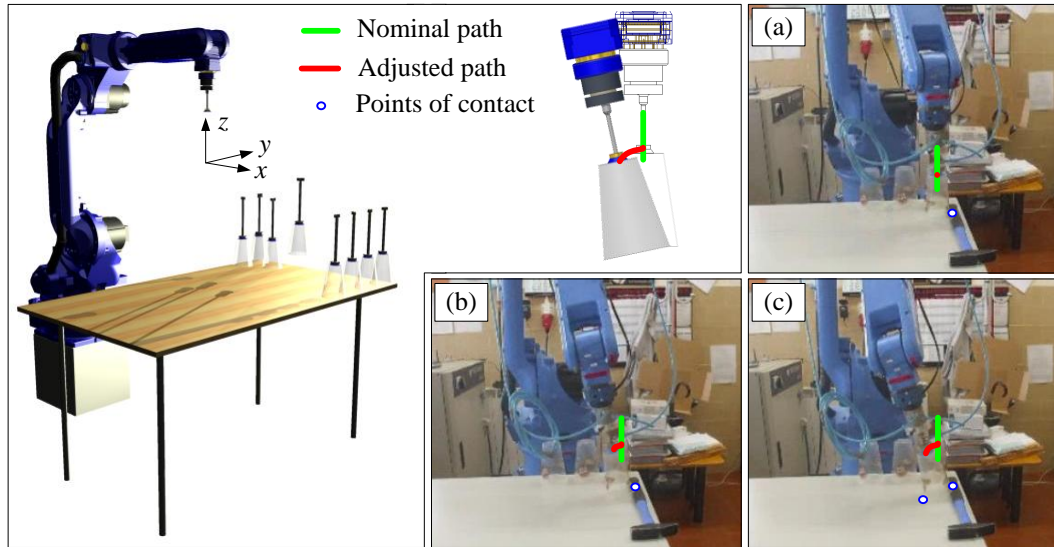 Nominal path
Adjusted path
Points of contact
z
y
x
(a)
(b)
(c)